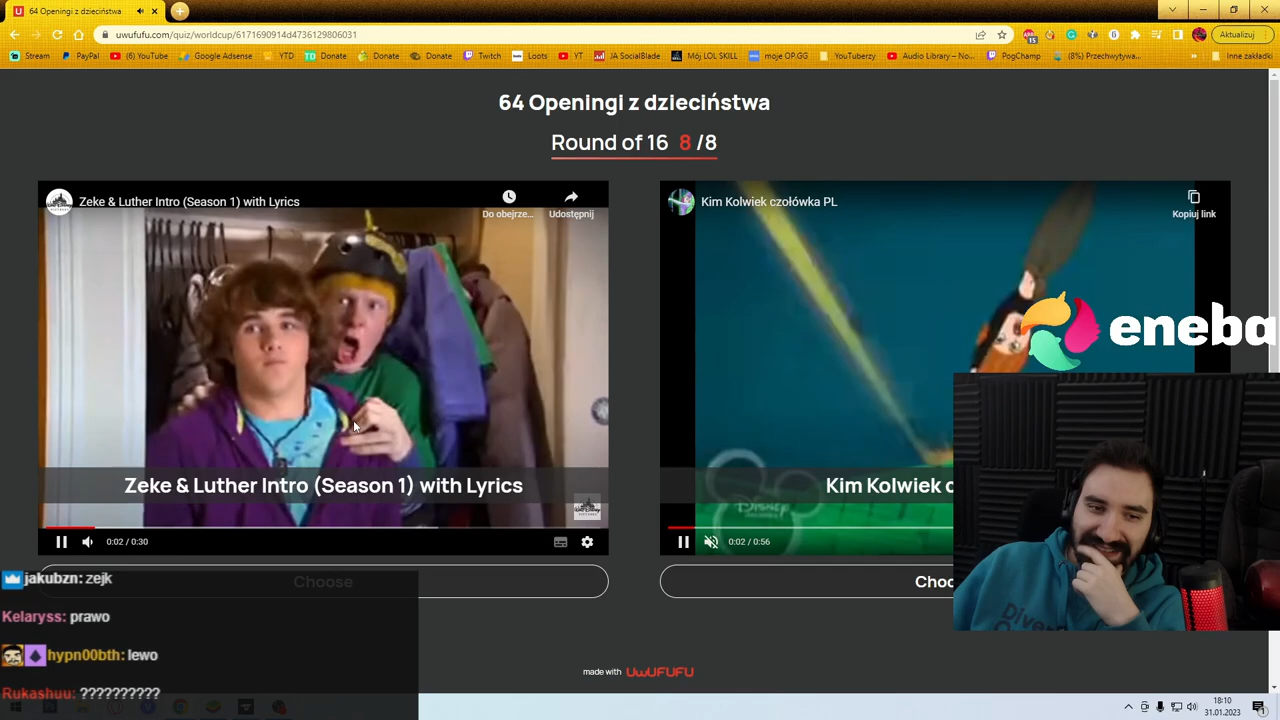 64 Openingi z dzieciństwa
uwufufu.com/quiz/worldcup/6171690914d4736129806031
Aktualizuj
Stream PayPal (6) YouTube Google Adsense YTD Donate Donate Donate Twitch Loots YT IA SocialBlade Mój LOL SKILL moje OP.GG YouTuberzy Audio Library – No... PogChamp (8%) Przechwytywa... Inne zakładki
64 Openingi z dzieciństwa
Round of 16 8 /8
Zeke & Luther Intro (Season 1) with Lyrics
Do obejrze...
Udostępnij
Kim Kolwiek czołówka PL
Kopiuj link
eneba
Zeke & Luther Intro (Season 1) with Lyrics
Kim Kolwiek c
0:02 / 0:30
0:02 / 0:56
Choose
Choo
jakubzn: zejk
Kelaryss: prawo
hypn00bth: lewo
Rukashuu: ??????????
made with UwUFUFU
18:10
31.01.2023